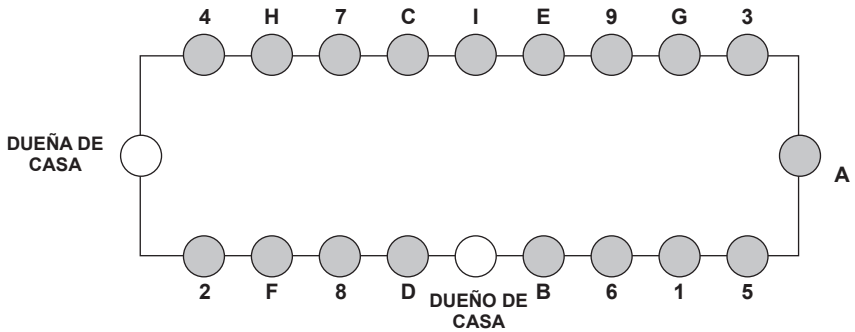 4 H 7 C I E 9 G 3
DUEÑA DE
CASA
A
2 F 8 D DUEÑO DE
CASA B 6 1 5